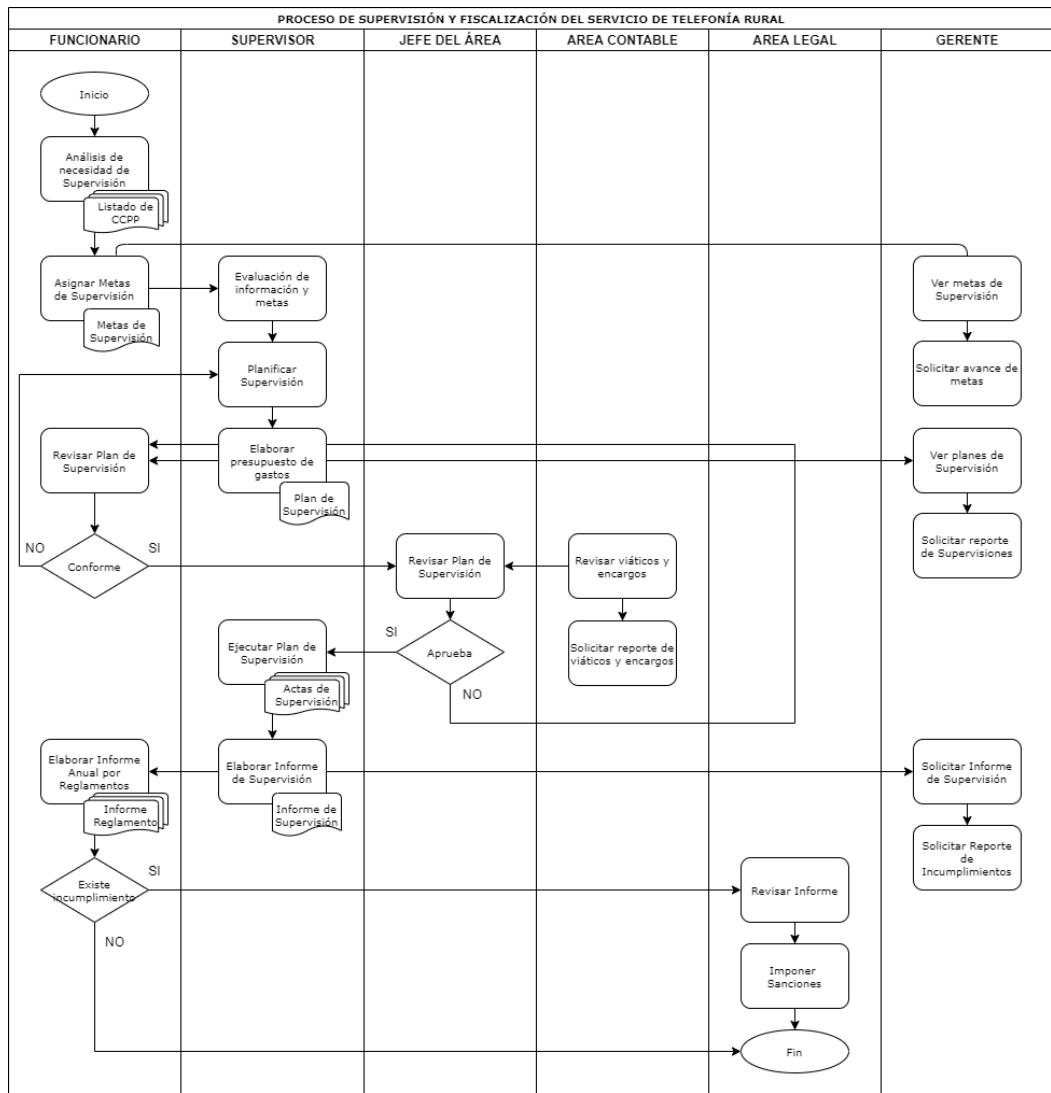 PROCESO DE SUPERVISIÓN Y FISCALIZACIÓN DEL SERVICIO DE TELEFONÍA RURAL
FUNCIONARIO
SUPERVISOR
JEFE DEL ÁREA
AREA CONTABLE
AREA LEGAL
GERENTE
Inicio
Análisis de
necesidad de
Supervisión
Listado de
CCPP
Asignar Metas
de Supervisión
Metas de
Supervisión
Evaluación de
información y
metas
Ver metas de
Supervisión
Planificar
Supervisión
Solicitar avance de
metas
Revisar Plan de
Supervisión
Elaborar
presupuesto de
gastos
Plan de
Supervisión
Ver planes de
Supervisión
Solicitar reporte
de Supervisiones
NO
Conforme
SI
Revisar Plan de
Supervisión
Revisar viáticos y
encargos
Ejecutar Plan de
Supervisión
Actas de
Supervisión
SI
Aprueba
NO
Solicitar reporte de
viáticos y encargos
Elaborar Informe
Anual por
Reglamentos
Informe
Reglamento
Elaborar Informe
de Supervisión
Informe de
Supervisión
Solicitar Informe
de Supervisión
Solicitar Reporte
de
Incumplimientos
Existe
incumplimiento
SI
NO
Revisar Informe
Imponer
Sanciones
Fin